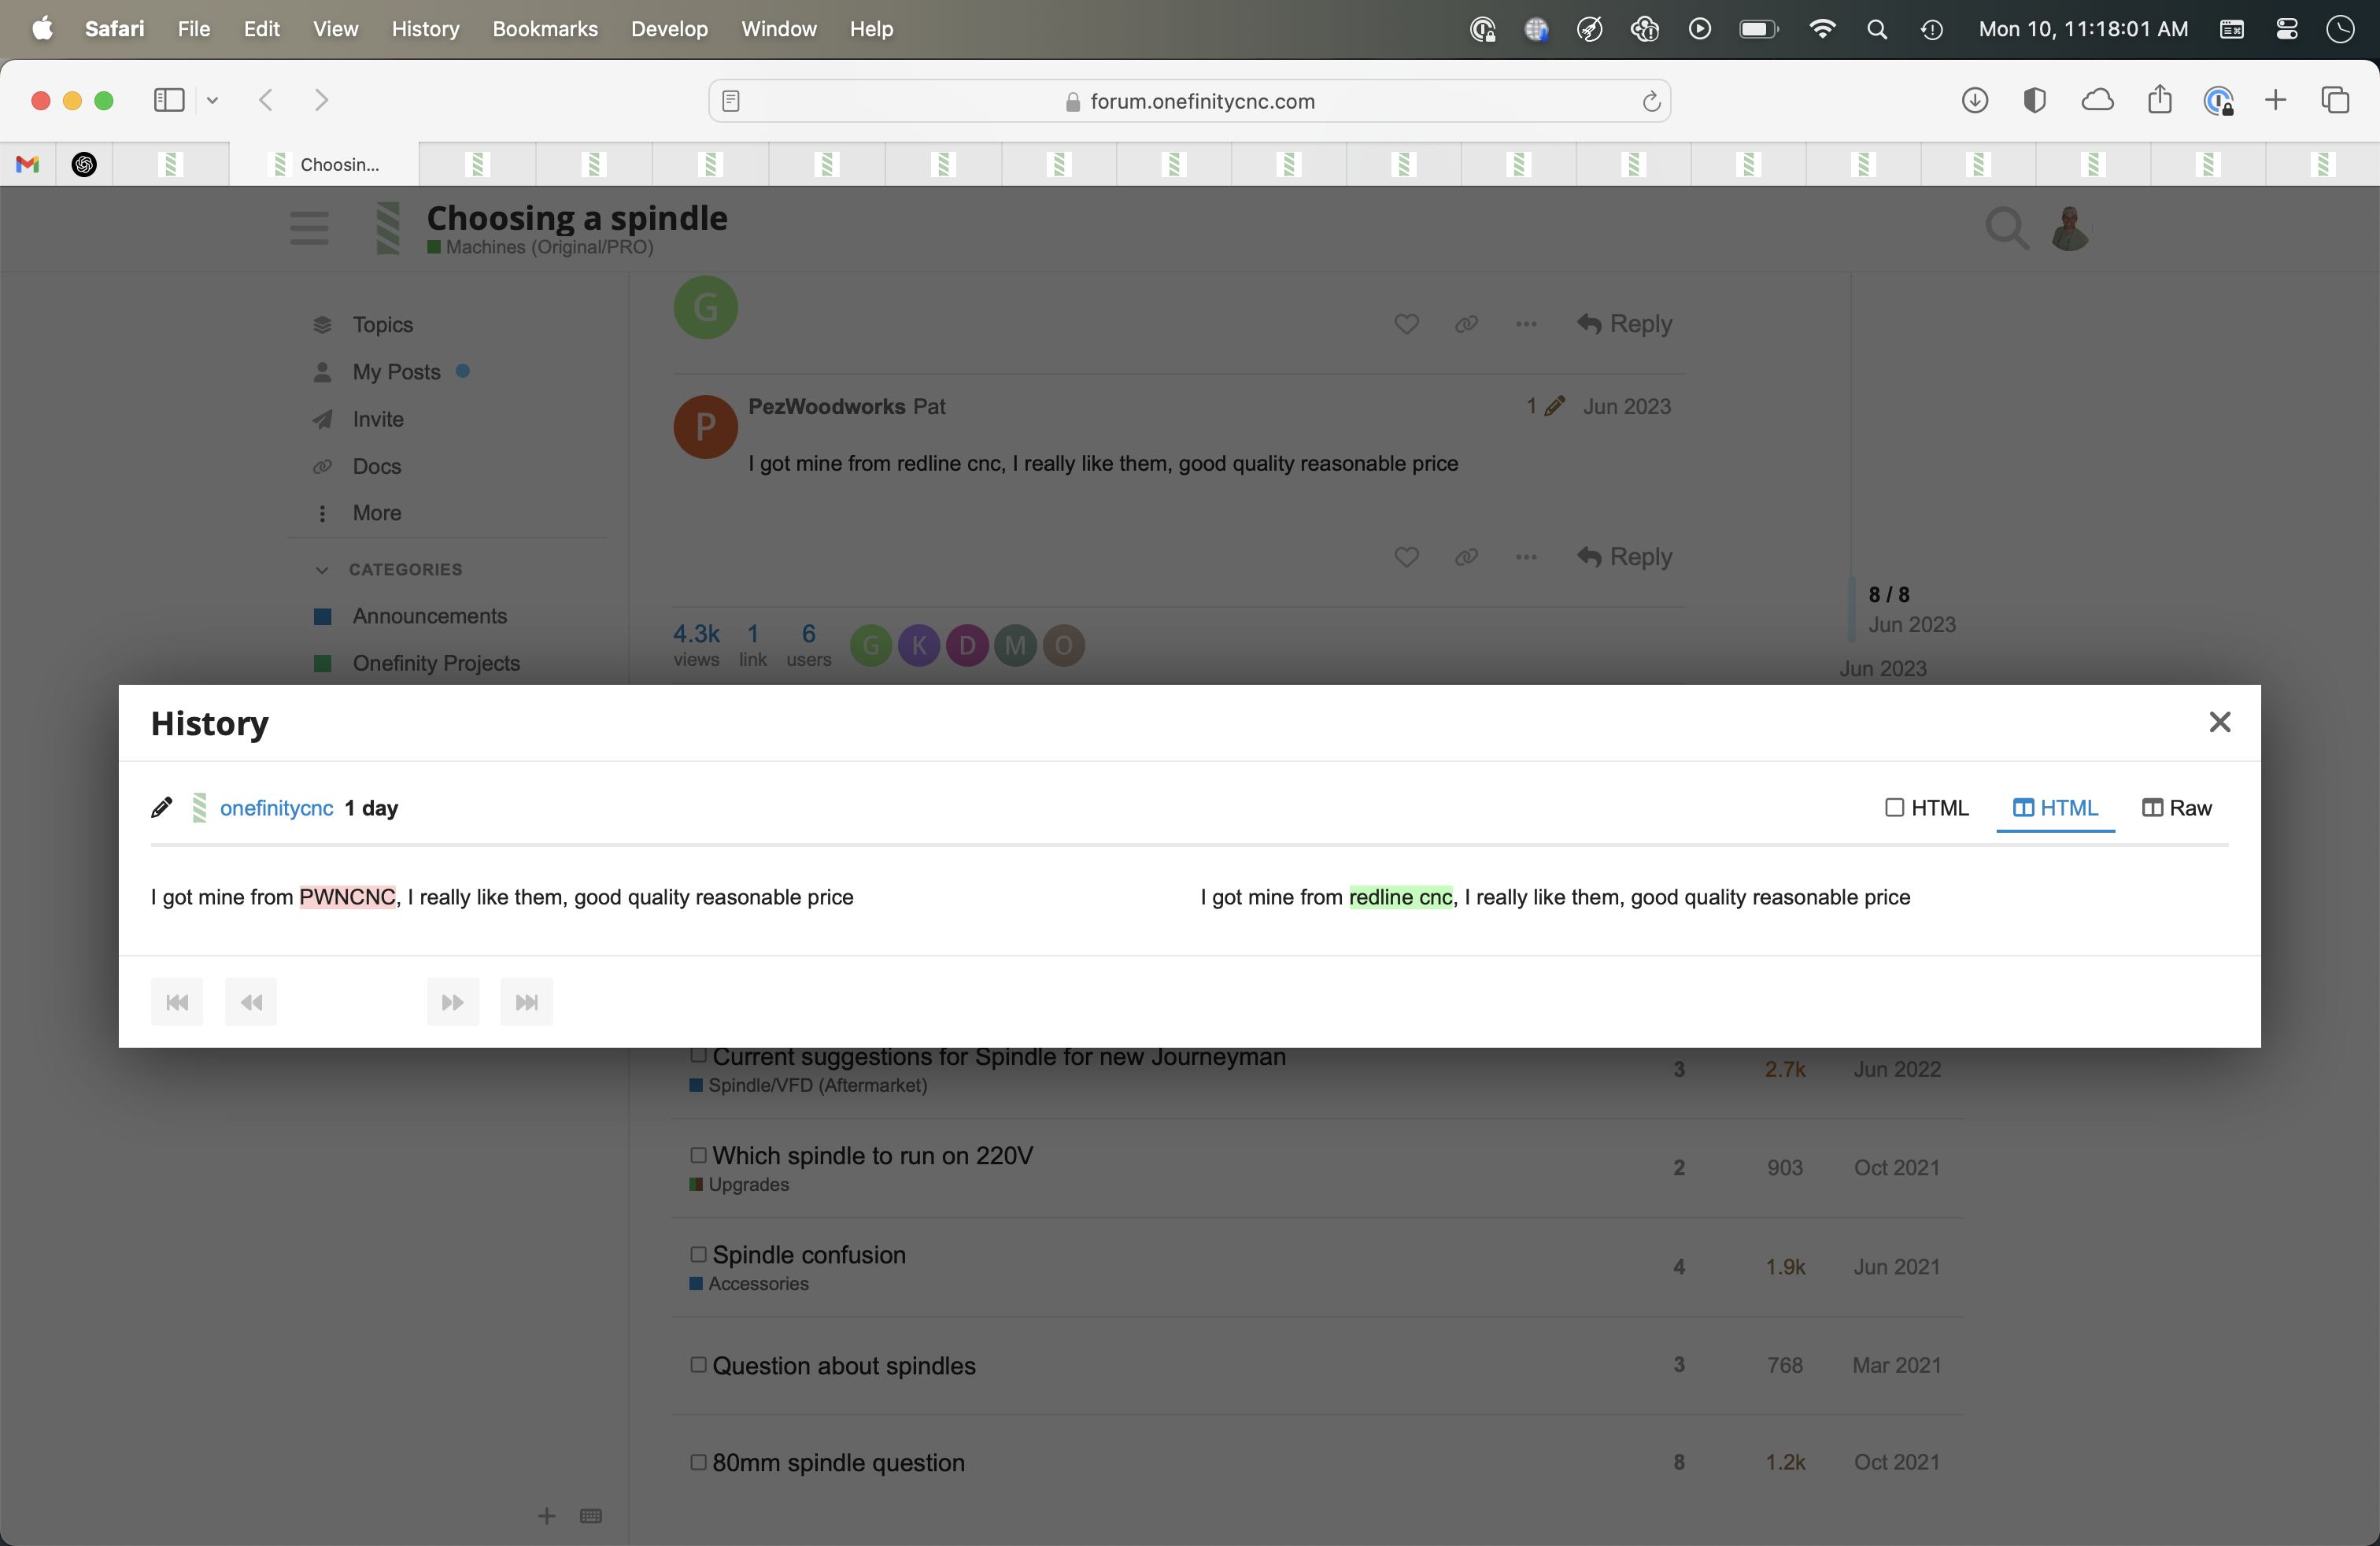 Safari File Edit View History Bookmarks Develop Window Help Mon 10, 11:18:01 AM
forum.onefinitycnc.com
Choosin...
Choosing a spindle
Machines (Original/PRO)
Topics
My Posts
Invite
Docs
More
CATEGORIES
Announcements
Onefinity Projects
G
Reply
P
PezWoodworks Pat 1 Jun 2023
I got mine from redline cnc, I really like them, good quality reasonable price
Reply
4.3k 1 6 G K D M O
views link users
8 / 8
Jun 2023
Jun 2023
History
onefinitycnc 1 day HTML HTML Raw
I got mine from PWNCNC, I really like them, good quality reasonable price
I got mine from redline cnc, I really like them, good quality reasonable price
Current suggestions for Spindle for new Journeyman 3 2.7k Jun 2022
Spindle/VFD (Aftermarket)
Which spindle to run on 220V 2 903 Oct 2021
Upgrades
Spindle confusion 4 1.9k Jun 2021
Accessories
Question about spindles 3 768 Mar 2021
80mm spindle question 8 1.2k Oct 2021